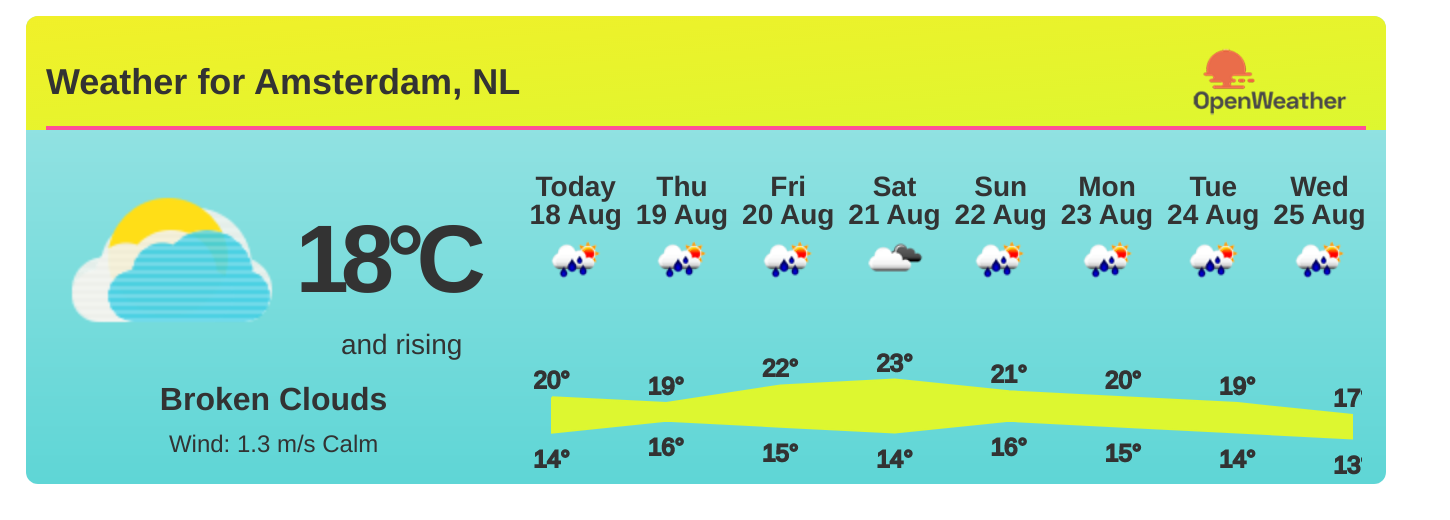 Weather for Amsterdam, NL
OpenWeather
18°C
and rising
Broken Clouds
Wind: 1.3 m/s Calm
Today Thu Fri Sat Sun Mon Tue Wed
18 Aug 19 Aug 20 Aug 21 Aug 22 Aug 23 Aug 24 Aug 25 Aug
20° 19° 22° 23° 21° 20° 19° 17°
14° 16° 15° 14° 16° 15° 14° 13°